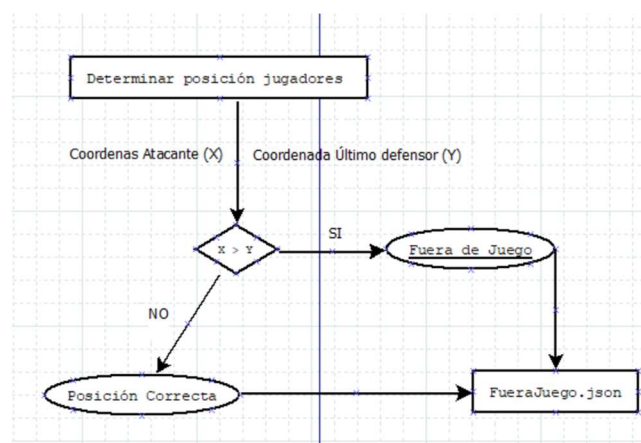 Determinar posición jugadores
Coordenas Atacante (X)
Coordenada Último defensor (Y)
X > Y
SI
Fuera de Juego
NO
Posición Correcta
FueraJuego.json